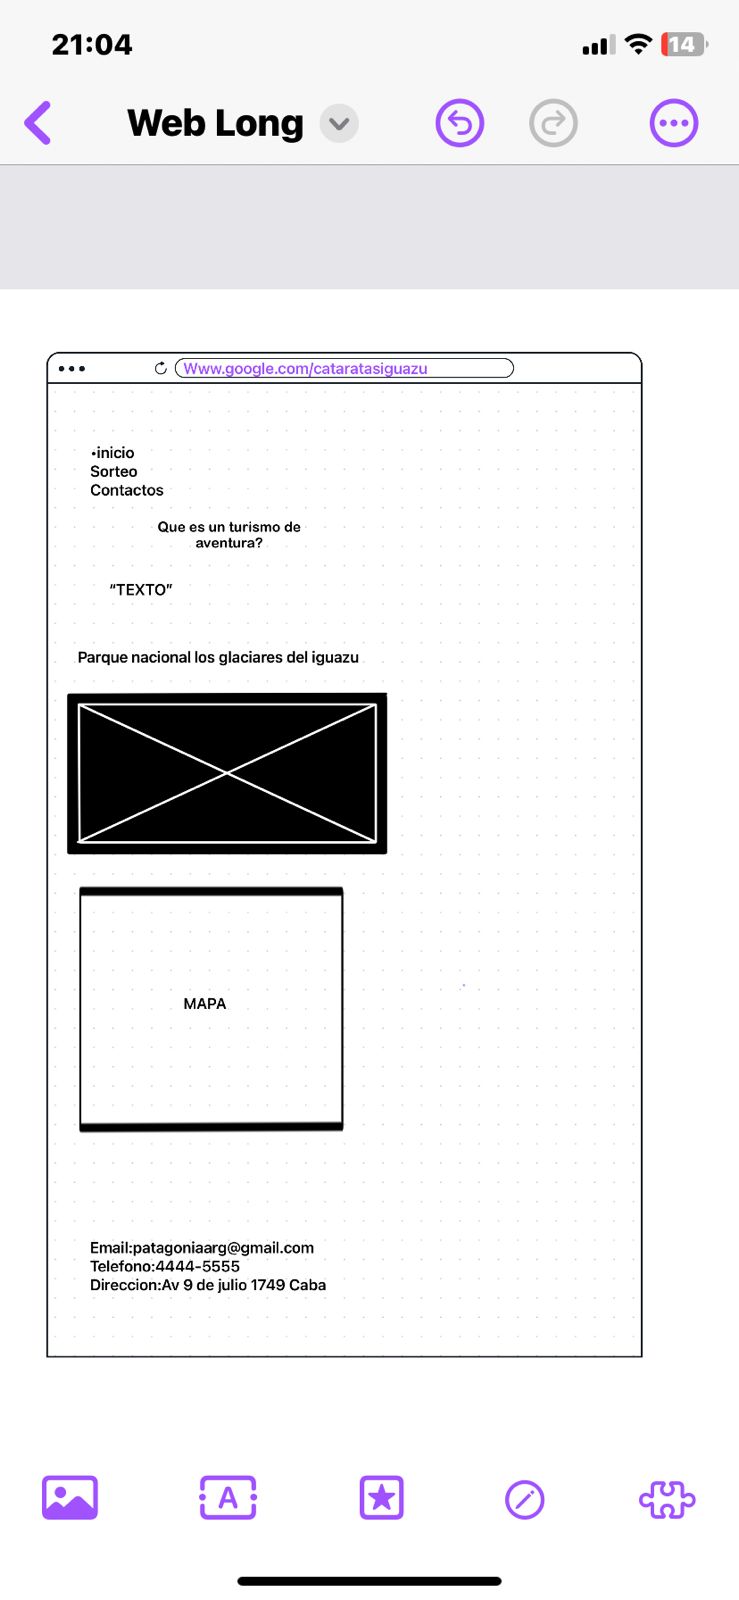 21:04
14
Web Long
Www.google.com/cataratasiguazu
•inicio
Sorteo
Contactos
Que es un turismo de
aventura?
“TEXTO”
Parque nacional los glaciares del iguazu
MAPA
Email:patagoniaarg@gmail.com
Telefono:4444-5555
Direccion:Av 9 de julio 1749 Caba
A